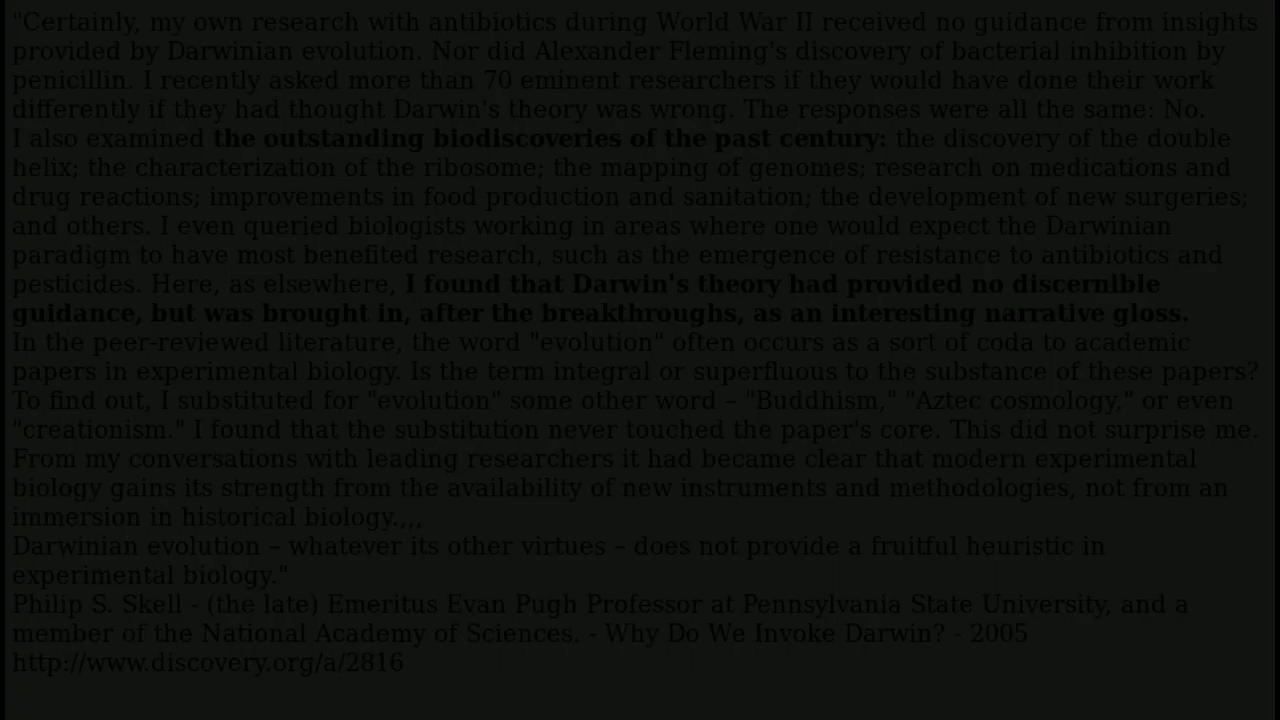 "Certainly, my own research with antibiotics during World War II received no guidance from insights
provided by Darwinian evolution. Nor did Alexander Fleming's discovery of bacterial inhibition by
penicillin. I recently asked more than 70 eminent researchers if they would have done their work
differently if they had thought Darwin's theory was wrong. The responses were all the same: No.
I also examined the outstanding biodiscoveries of the past century: the discovery of the double
helix; the characterization of the ribosome; the mapping of genomes; research on medications and
drug reactions; improvements in food production and sanitation; the development of new surgeries;
and others. I even queried biologists working in areas where one would expect the Darwinian
paradigm to have most benefited research, such as the emergence of resistance to antibiotics and
pesticides. Here, as elsewhere, I found that Darwin's theory had provided no discernible
guidance, but was brought in, after the breakthroughs, as an interesting narrative gloss.
In the peer-reviewed literature, the word "evolution" often occurs as a sort of coda to academic
papers in experimental biology. Is the term integral or superfluous to the substance of these papers?
To find out, I substituted for "evolution" some other word – "Buddhism," "Aztec cosmology," or even
"creationism." I found that the substitution never touched the paper's core. This did not surprise me.
From my conversations with leading researchers it had became clear that modern experimental
biology gains its strength from the availability of new instruments and methodologies, not from an
immersion in historical biology.,,,
Darwinian evolution – whatever its other virtues – does not provide a fruitful heuristic in
experimental biology."
Philip S. Skell - (the late) Emeritus Evan Pugh Professor at Pennsylvania State University, and a
member of the National Academy of Sciences. - Why Do We Invoke Darwin? - 2005
http://www.discovery.org/a/2816